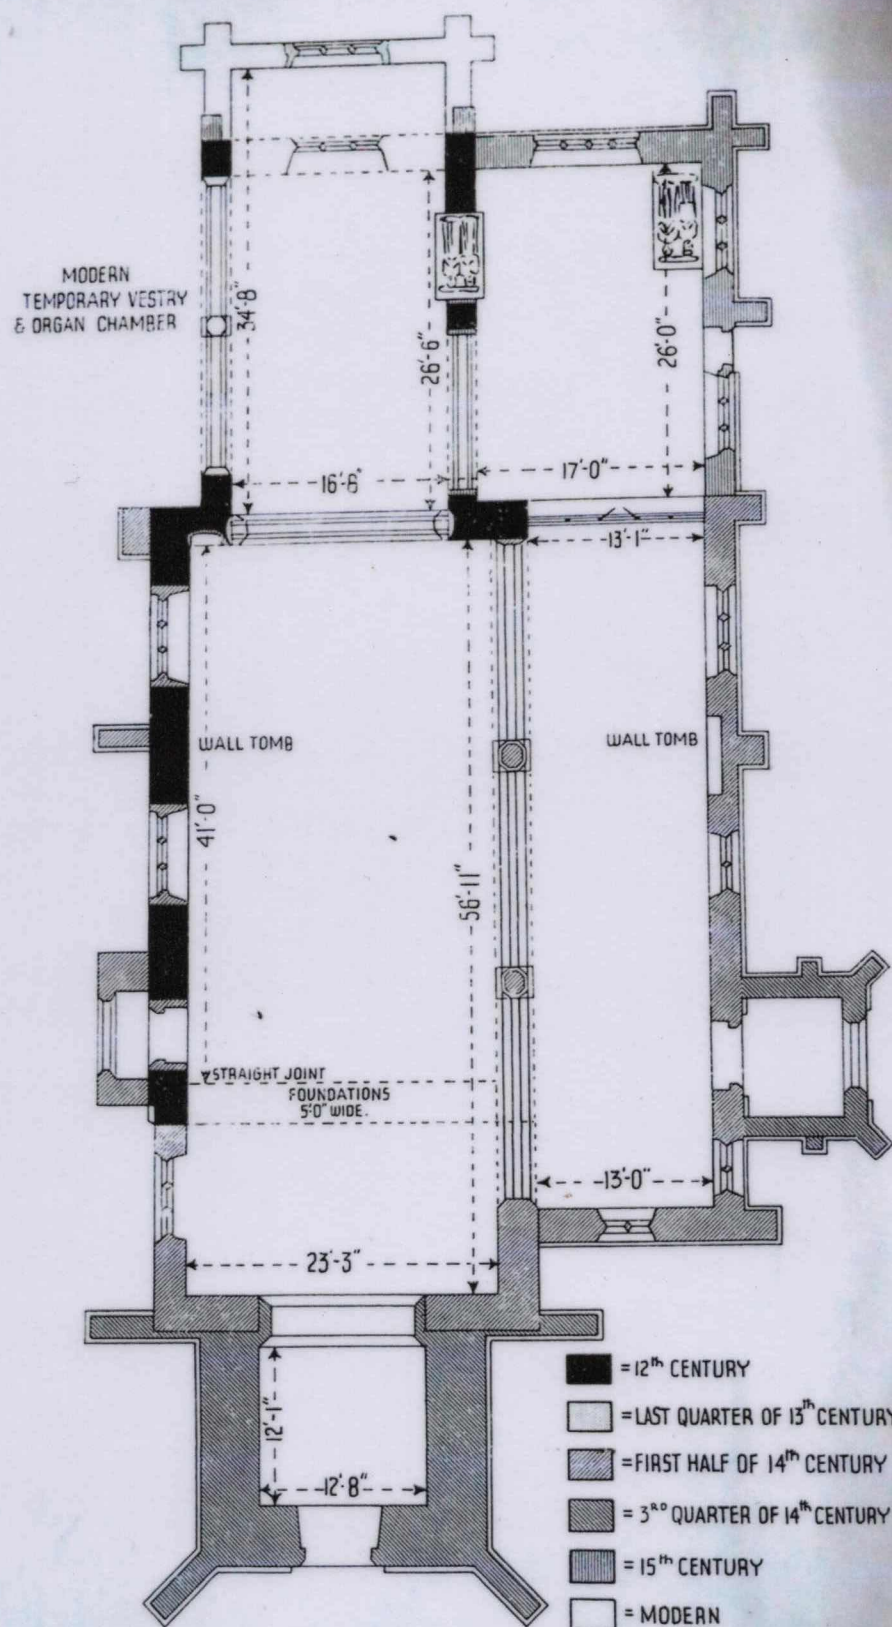 MODERN
TEMPORARY VESTRY
& ORGAN CHAMBER
34'-8"
26'-6"
26'-0"
16'-8"
17'-0"
13'-1"
WALL TOMB
WALL TOMB
41'-0"
56'-11"
STRAIGHT JOINT
FOUNDATIONS
5'-0" WIDE.
13'-0"
23'-3"
12'-1"
12'-8"
= 12th CENTURY
= LAST QUARTER OF 13th CENTURY
= FIRST HALF OF 14th CENTURY
= 3RD QUARTER OF 14th CENTURY
= 15th CENTURY
= MODERN